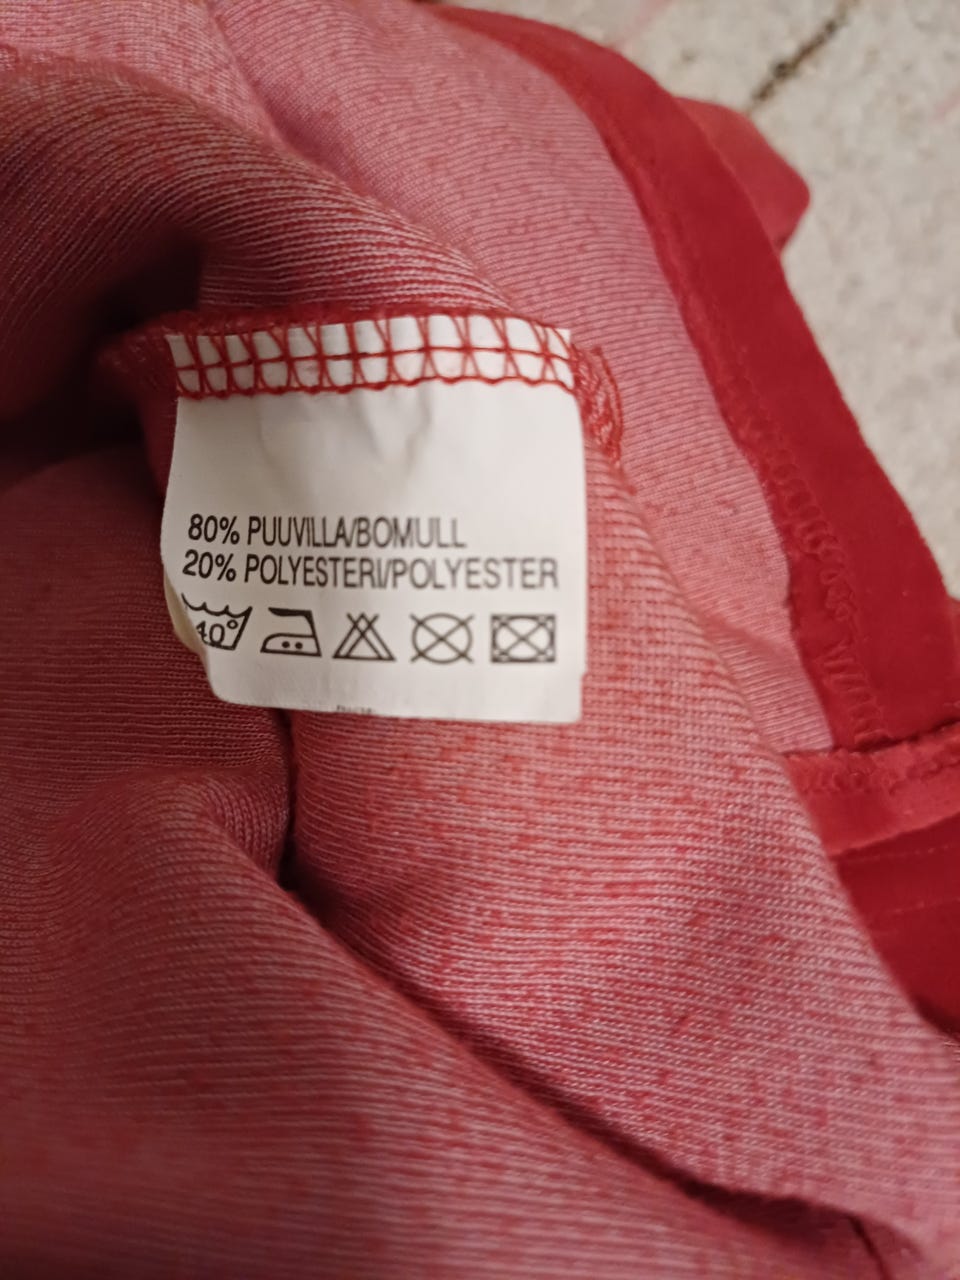 80% PUUVILLA/BOMULL
20% POLYESTERI/POLYESTER
40°